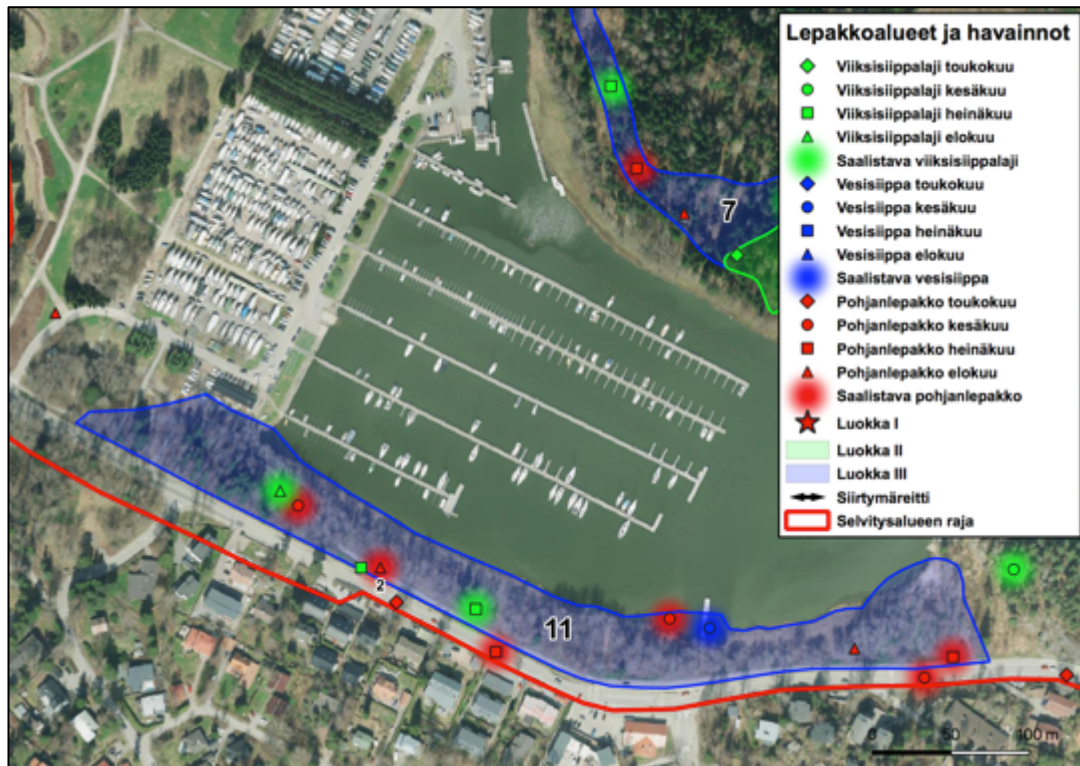 Lepakkoalueet ja havainnot
Viiksisiippalaji toukokuu
Viiksisiippalaji kesäkuu
Viiksisiippalaji heinäkuu
Viiksisiippalaji elokuu
Saalistava viiksisiippalaji
Vesisiippa toukokuu
Vesisiippa kesäkuu
Vesisiippa heinäkuu
Vesisiippa elokuu
Saalistava vesisiippa
Pohjanlepakko toukokuu
Pohjanlepakko kesäkuu
Pohjanlepakko heinäkuu
Pohjanlepakko elokuu
Saalistava pohjanlepakko
Luokka I
Luokka II
Luokka III
Siirtymäreitti
Selvitysalueen raja
7
2
11
0 50 100 m